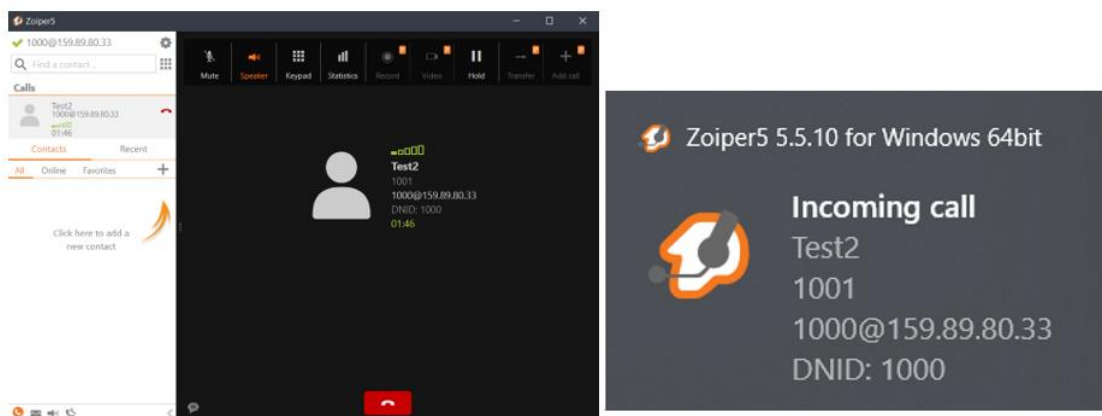 Zoiper5
1000@159.89.80.33
Find a contact ..
Calls
Test2
1000@159.89.80.33
01:46
Contacts Recent
All Online Favorites
Click here to add a
new contact
Mute Speaker Keypad Statistics Record Video Hold Transfer Add call
Test2
1001
1000@159.89.80.33
DNID: 1000
01:46
Zoiper5 5.5.10 for Windows 64bit
Incoming call
Test2
1001
1000@159.89.80.33
DNID: 1000